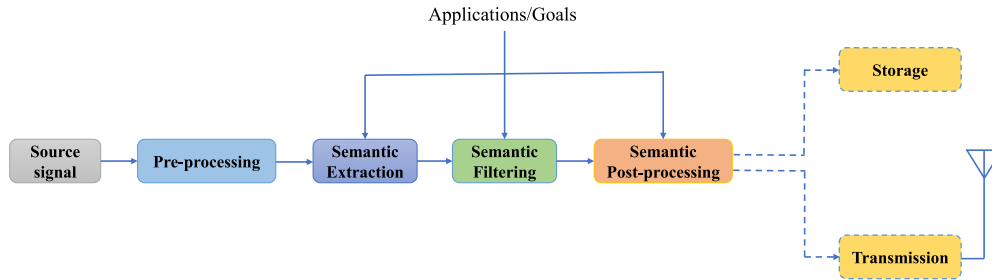 Applications/Goals
Storage
Source
signal
Pre-processing
Semantic
Extraction
Semantic
Filtering
Semantic
Post-processing
Transmission